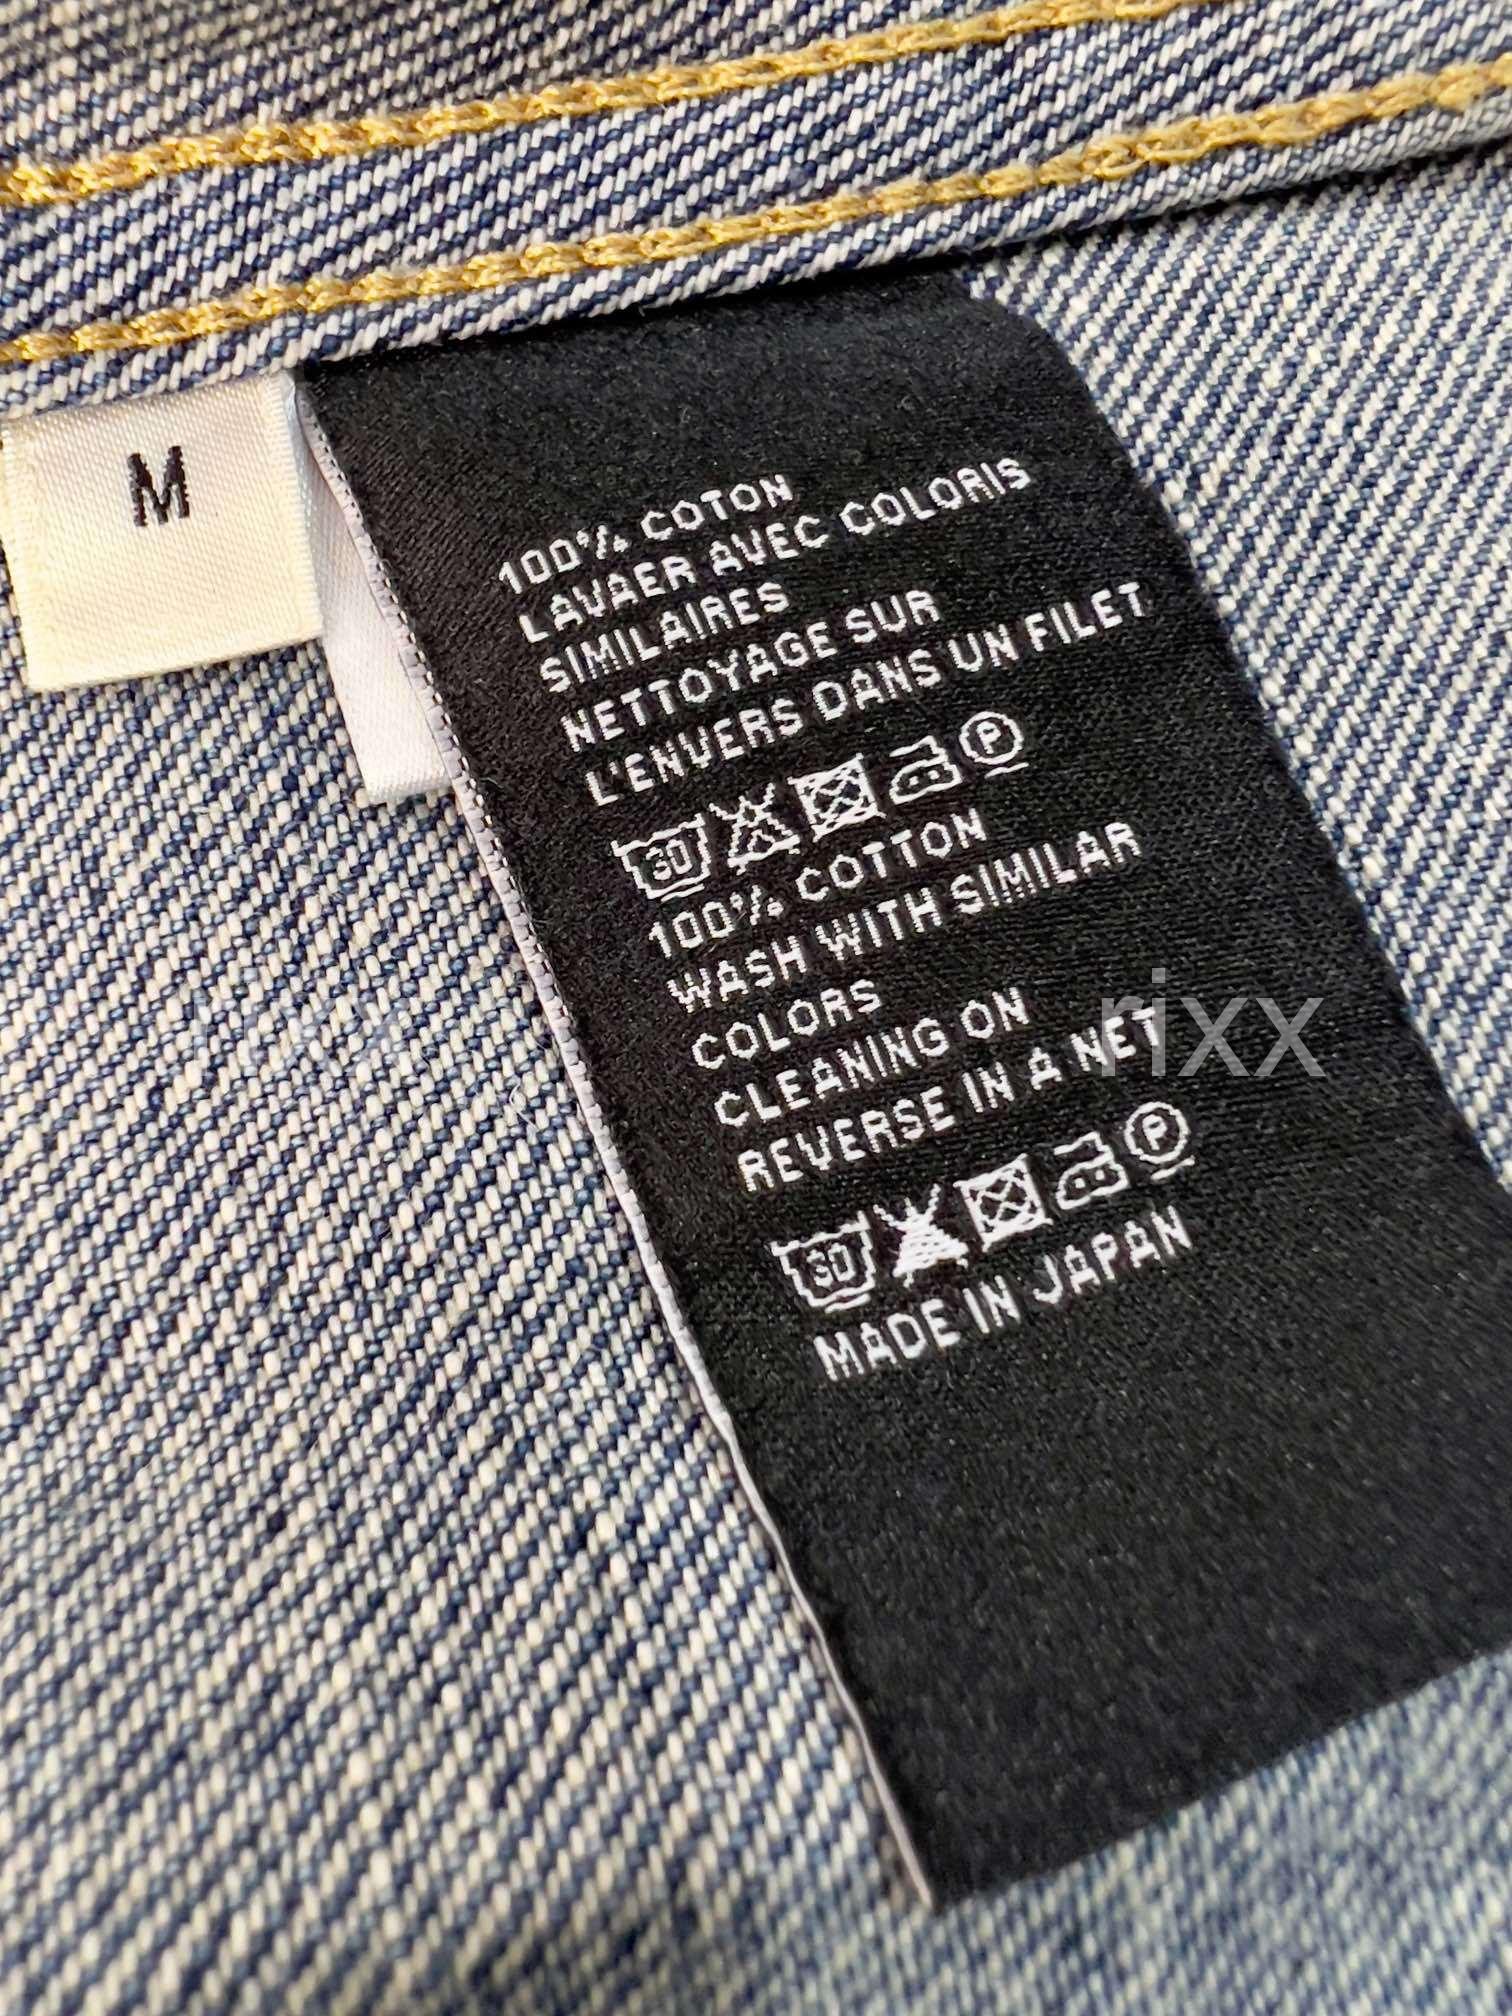 M
100% COTON
LAVAER AVEC COLORIS
SIMILAIRES
NETTOYAGE SUR
L'ENVERS DANS UN FILET
30 P
100% COTTON
WASH WITH SIMILAR
COLORS
CLEANING ON
REVERSE IN A NET
30 P
MADE IN JAPAN
rixx
rixx